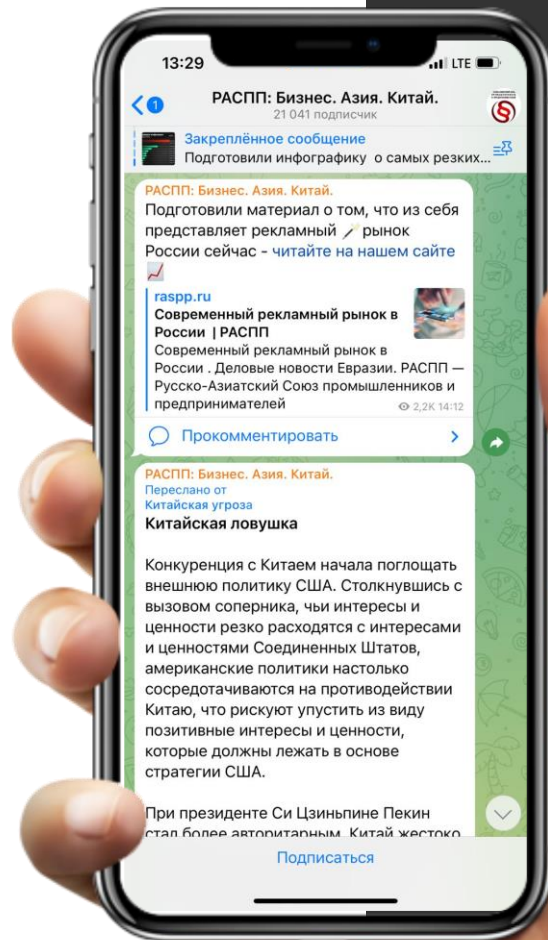 13:29
LTE
1
РАСПП: Бизнес. Азия. Китай.
21 041 подписчик
Закреплённое сообщение
Подготовили инфографику о самых резких...
РАСПП: Бизнес. Азия. Китай.
Подготовили материал о том, что из себя
представляет рекламный рынок
России сейчас - читайте на нашем сайте
raspp.ru
Современный рекламный рынок в
России | РАСПП
Современный рекламный рынок в
России . Деловые новости Евразии. РАСПП —
Русско-Азиатский Союз промышленников и
предпринимателей
2,2K 14:12
Прокомментировать
РАСПП: Бизнес. Азия. Китай.
Переслано от
Китайская угроза
Китайская ловушка
Конкуренция с Китаем начала поглощать
внешнюю политику США. Столкнувшись с
вызовом соперника, чьи интересы и
ценности резко расходятся с интересами
и ценностями Соединенных Штатов,
американские политики настолько
сосредотачиваются на противодействии
Китаю, что рискуют упустить из виду
позитивные интересы и ценности,
которые должны лежать в основе
стратегии США.
При президенте Си Цзиньпине Пекин
стал более авторитарным. Китай жестоко
Подписаться